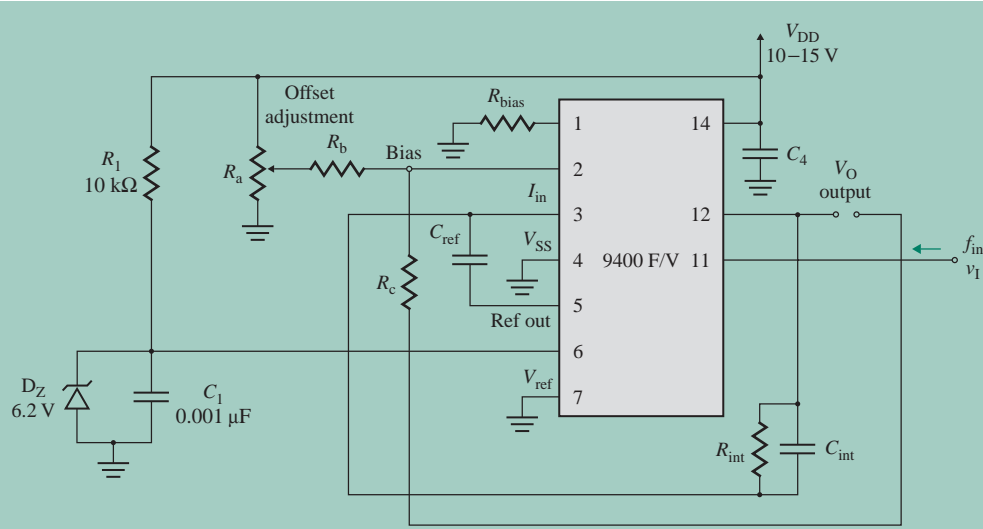 V_DD
10–15 V
Offset
adjustment
R_bias
1
14
R_1
10 kΩ
R_a
R_b
Bias
2
C_4
V_O
output
I_in
3
12
C_ref
V_SS
4
9400 F/V
11
f_in
v_I
R_c
5
Ref out
6
D_Z
6.2 V
C_1
0.001 μF
V_ref
7
R_int
C_int